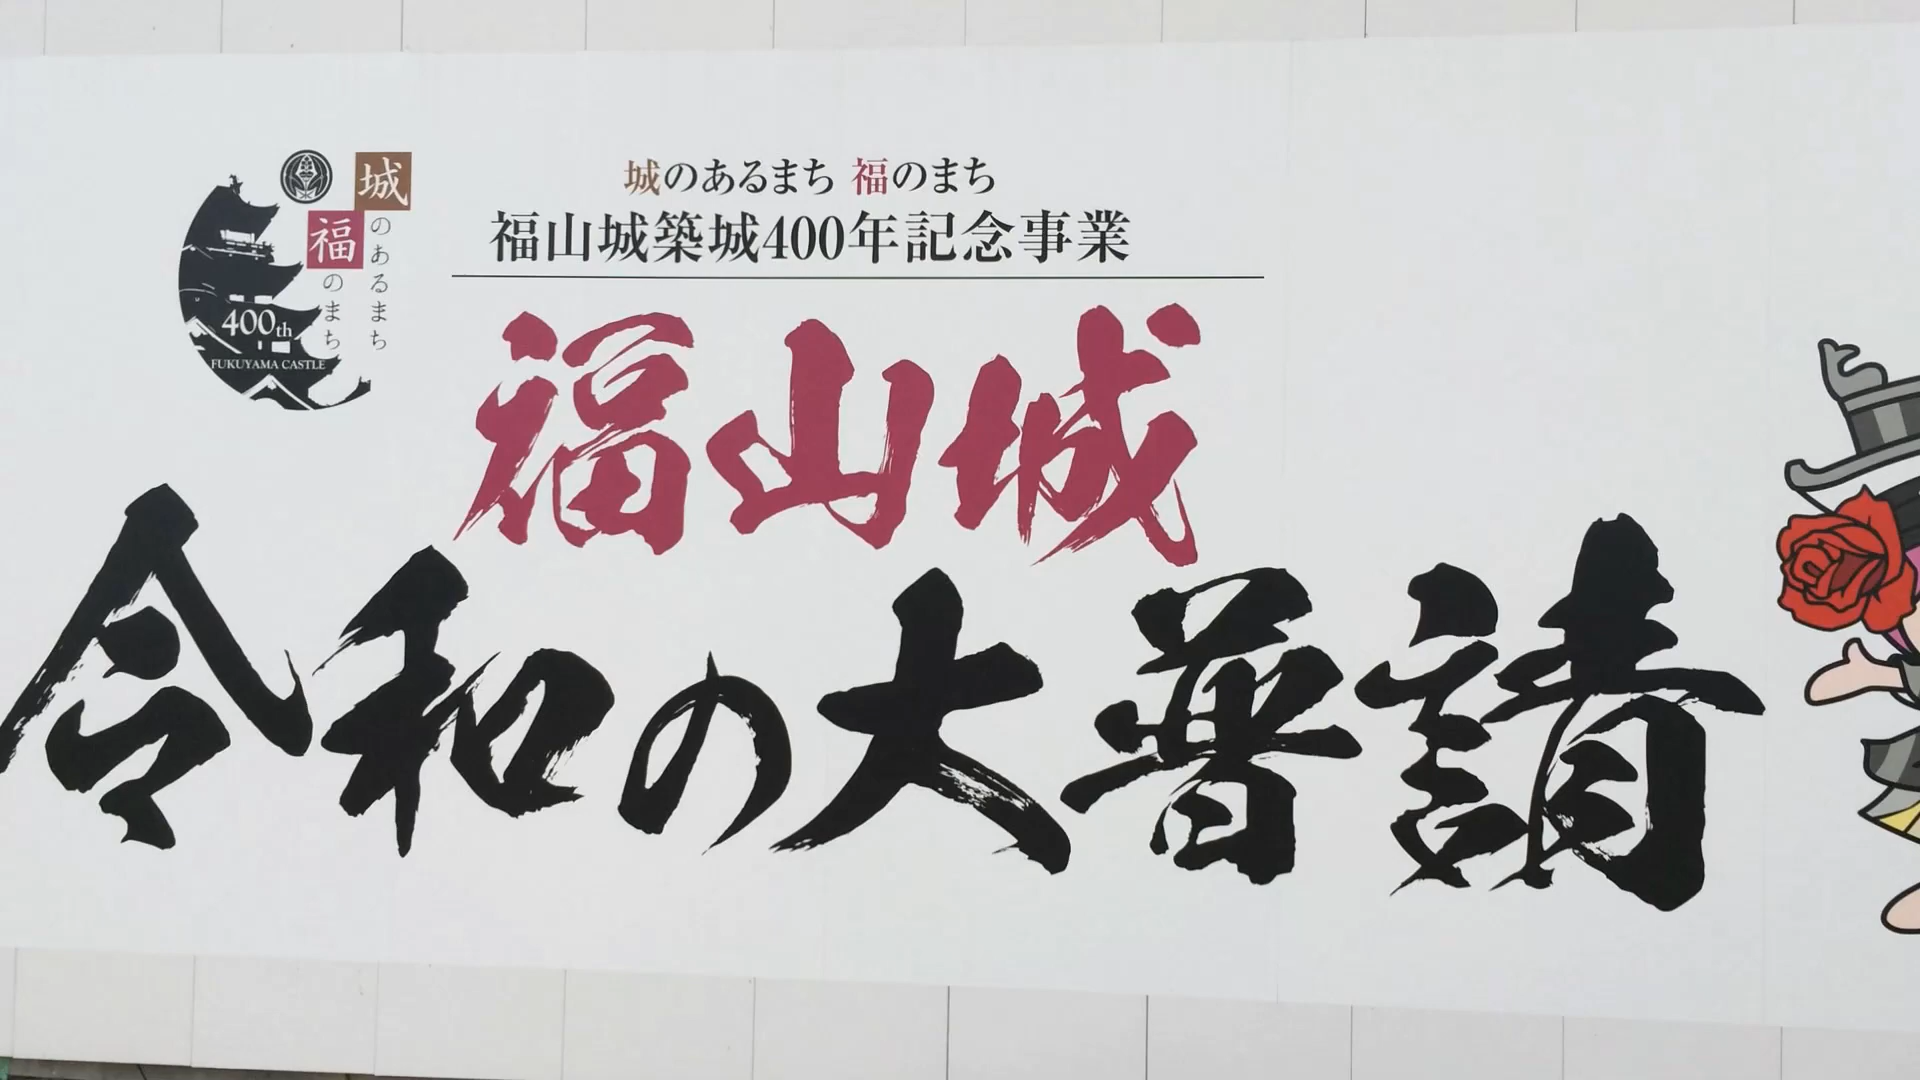 城のあるまち
福のまち
400th
FUKUYAMA CASTLE
城のあるまち 福のまち
福山城築城400年記念事業
福山城
令和の大普請